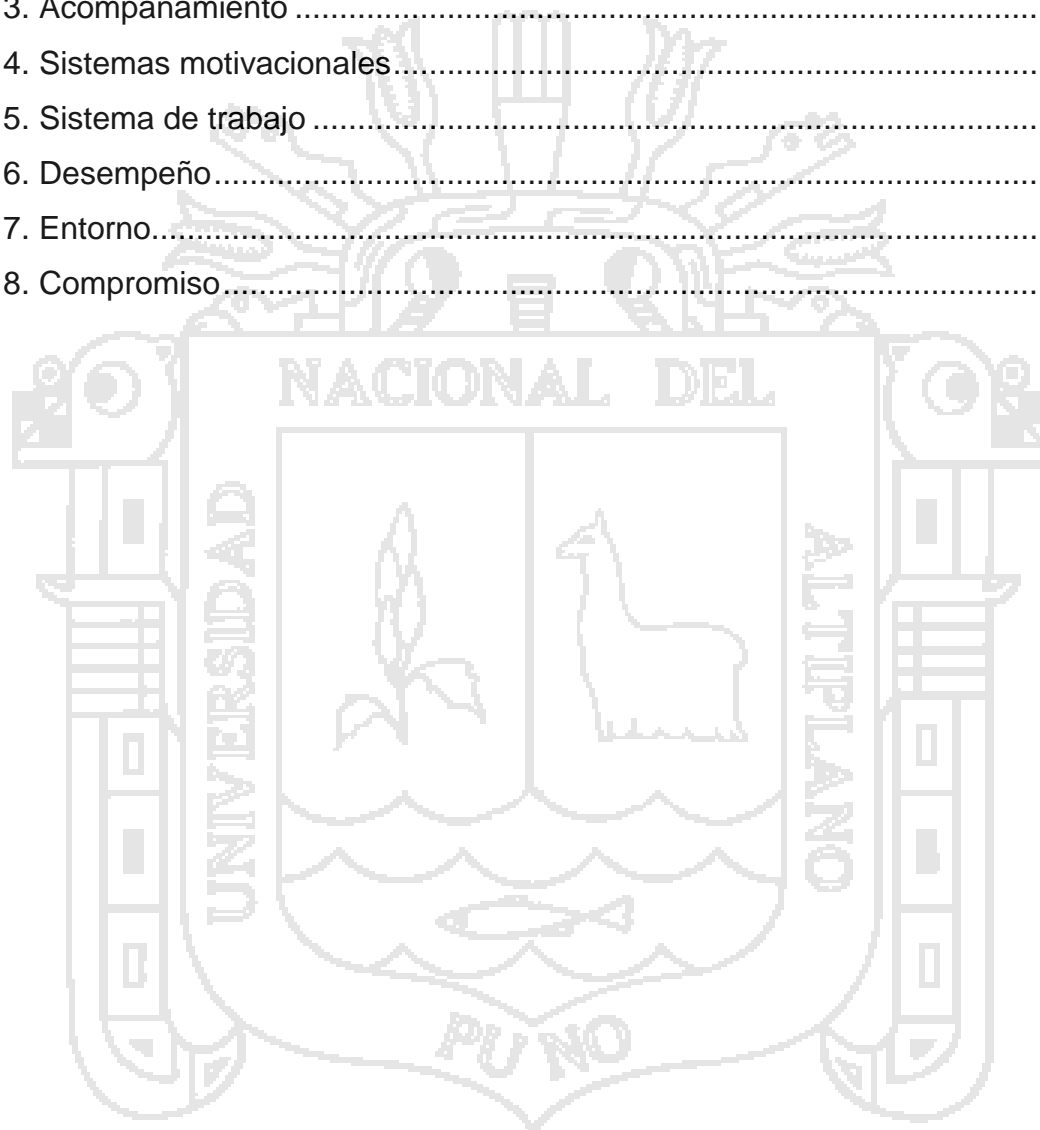 3. Acompañamiento ..................................................................................
4. Sistemas motivacionales.......................................................................
5. Sistema de trabajo ................................................................................
6. Desempeño...........................................................................................
7. Entorno..................................................................................................
8. Compromiso..........................................................................................
NACIONAL DEL
UNIVERSIDAD
ALTIPLANO
PUNO